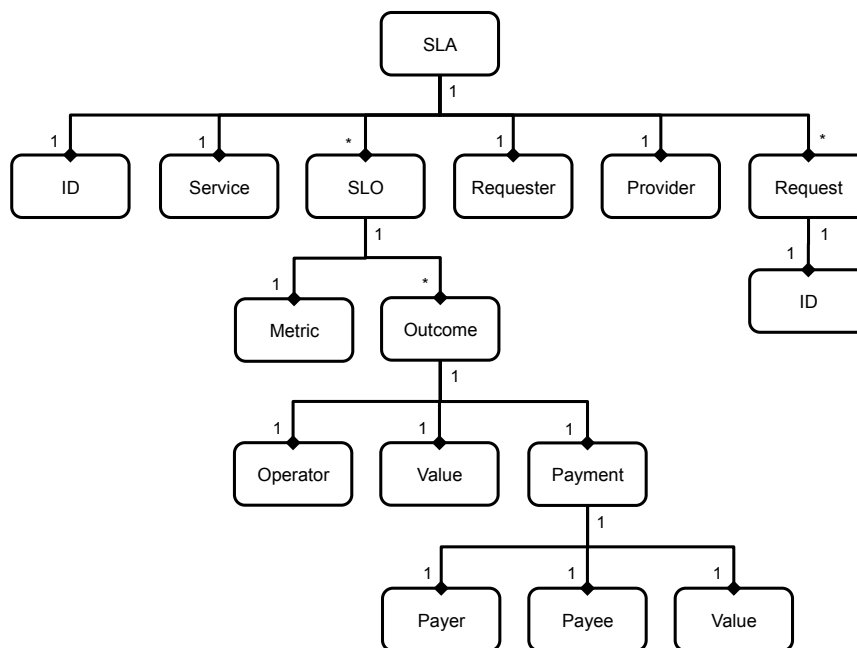 SLA
1
1 1 * 1 1 *
ID Service SLO Requester Provider Request
1 1
1 * 1
Metric Outcome ID
1
1 1 1
Operator Value Payment
1
1 1 1
Payer Payee Value